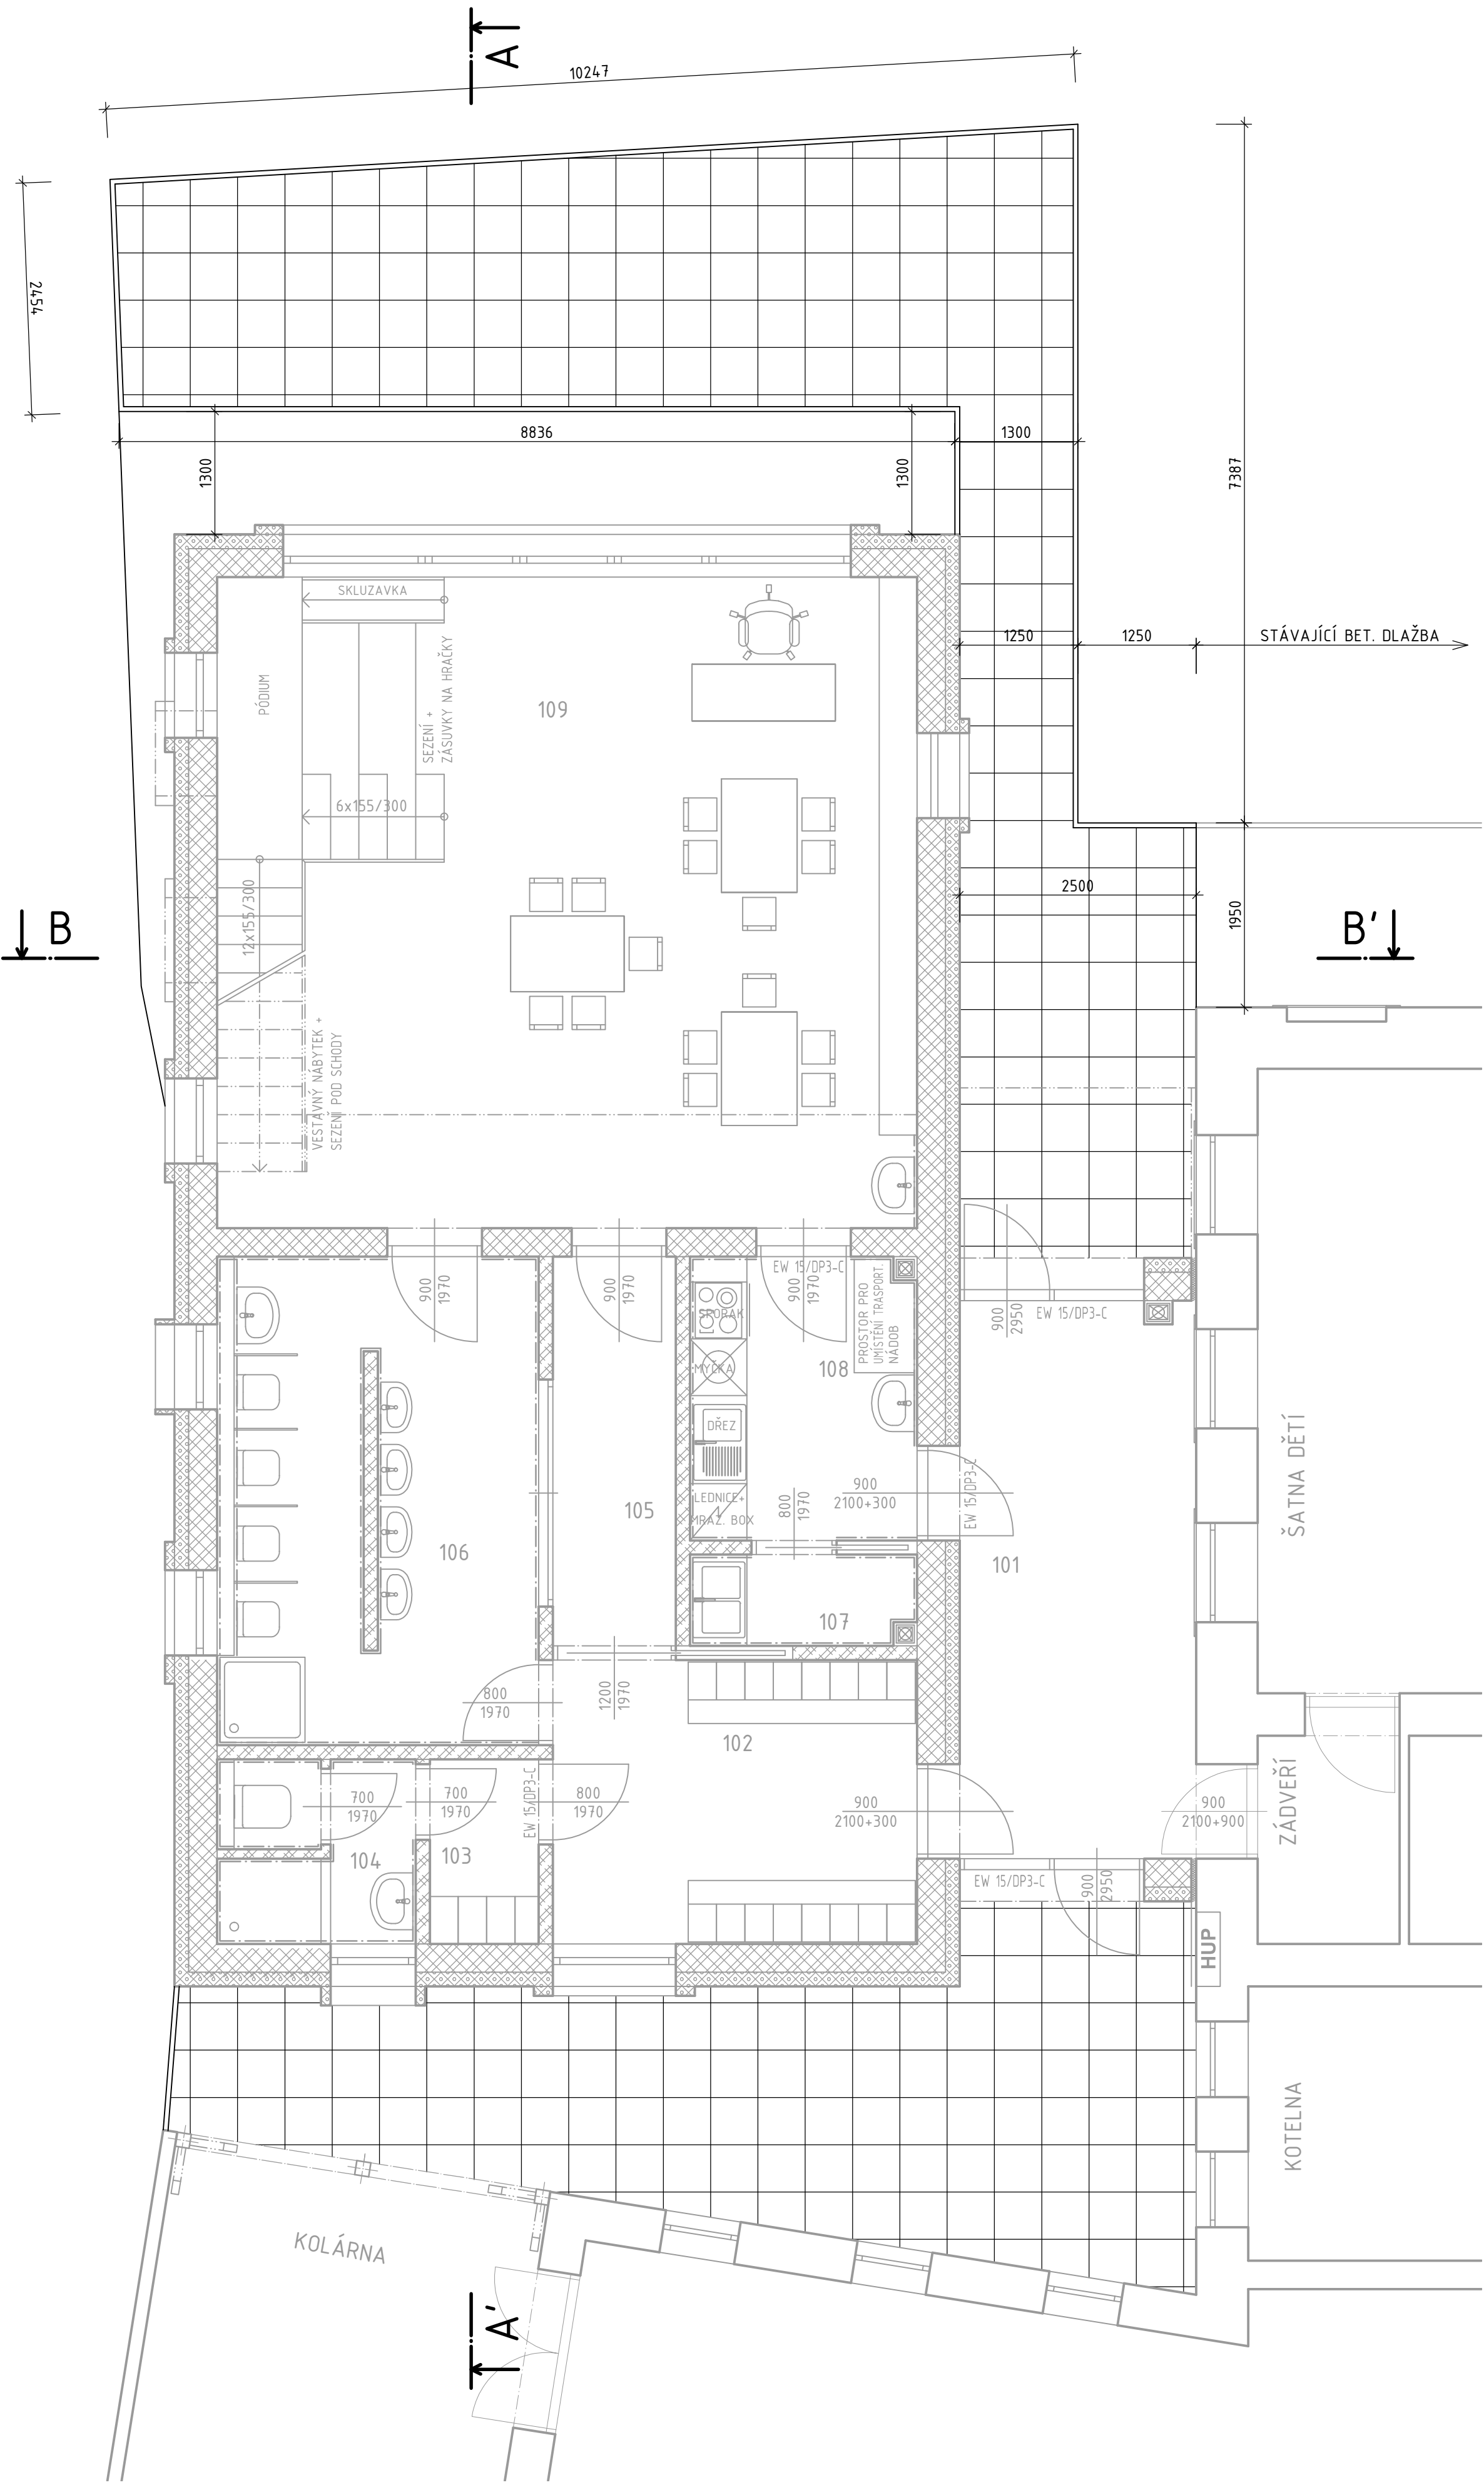 A
10247
2454
8836
1300
1300
1300
7387
1250
1250
STÁVAJÍCÍ BET. DLAŽBA
SKLUZAVKA
PÓDIUM
SEZENÍ +
ZÁSUVKY NA HRAČKY
109
6x155/300
12x155/300
2500
1950
B
B'
VESTAVNÝ NÁBYTEK +
SEZENÍ POD SCHODY
900
1970
900
1970
EW 15/DP3-C
900
1970
SPORÁK
MYČKA
DŘEZ
LEDNICE+
MRAZ. BOX
108
PROSTOR PRO
UMÍSTĚNÍ TRASPORT.
NÁDOB
900
2950
EW 15/DP3-C
ŠATNA DĚTÍ
105
106
800
1970
900
2100+300
EW 15/DP3-C
101
107
800
1970
1200
1970
102
700
1970
700
1970
EW 15/DP3-C
800
1970
900
2100+300
900
2100+900
ZÁDVEŘÍ
104
103
EW 15/DP3-C
900
2950
HUP
KOTELNA
KOLÁRNA
A'